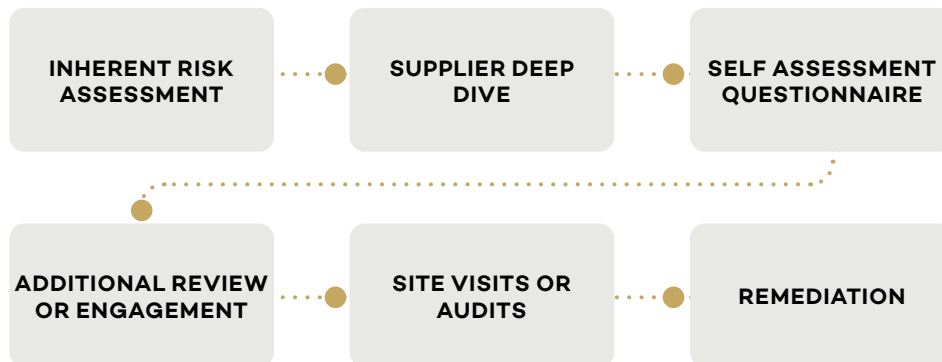 INHERENT RISK
ASSESSMENT
SUPPLIER DEEP
DIVE
SELF ASSESSMENT
QUESTIONNAIRE
ADDITIONAL REVIEW
OR ENGAGEMENT
SITE VISITS OR
AUDITS
REMEDIATION